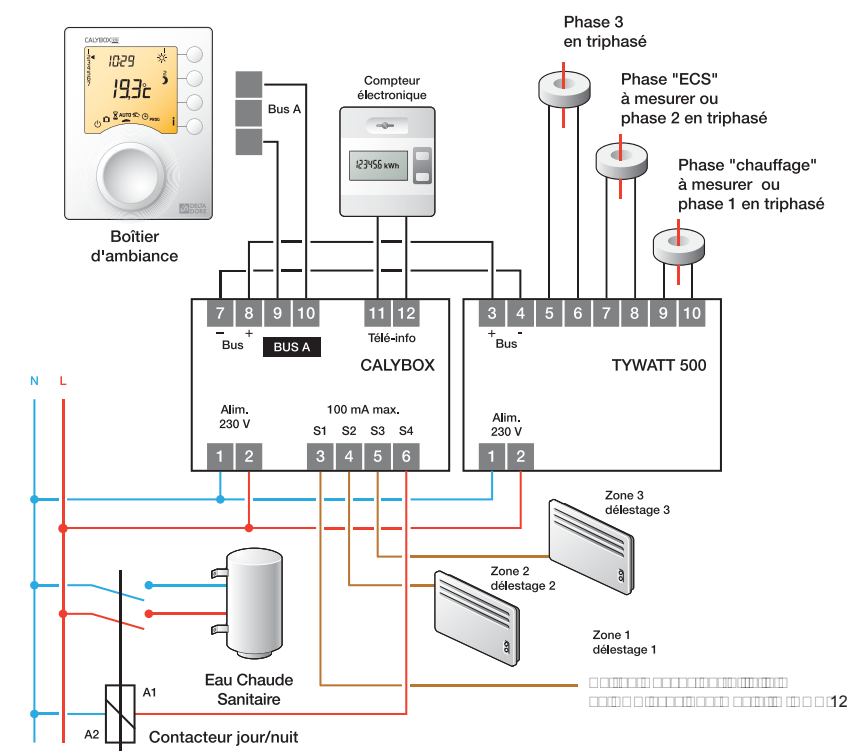 Phase 3
en triphasé
Phase "ECS"
à mesurer ou
phase 2 en triphasé
Phase "chauffage"
à mesurer ou
phase 1 en triphasé
CALYBOX
10:29
19,3c
AUTO
PROG
i
DELTA
DORE
Boîtier
d'ambiance
Bus A
Compteur
électronique
123456 kWh
7 8 9 10 11 12
- Bus +
BUS A
Télé-info
CALYBOX
Alim.
230 V
100 mA max.
S1 S2 S3 S4
1 2 3 4 5 6
3 4 5 6 7 8 9 10
+ Bus -
TYWATT 500
Alim.
230 V
1 2
N L
Zone 3
délestage 3
Zone 2
délestage 2
Zone 1
délestage 1
Eau Chaude
Sanitaire
A1
A2
Contacteur jour/nuit
12